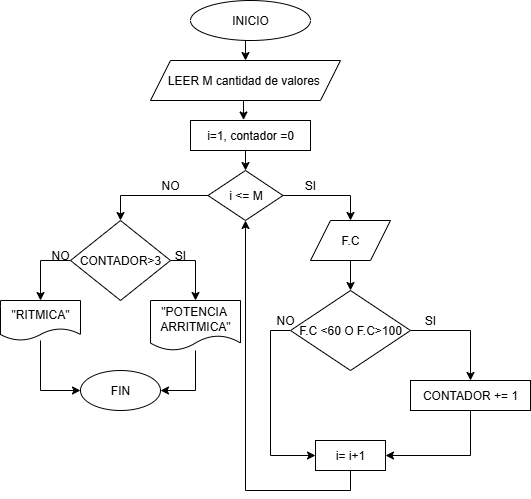 INICIO
LEER M cantidad de valores
i=1, contador =0
NO
i <= M
SI
F.C
NO
CONTADOR>3
SI
"RITMICA"
"POTENCIA
ARRITMICA"
NO
F.C <60 O F.C>100
SI
FIN
CONTADOR += 1
i= i+1